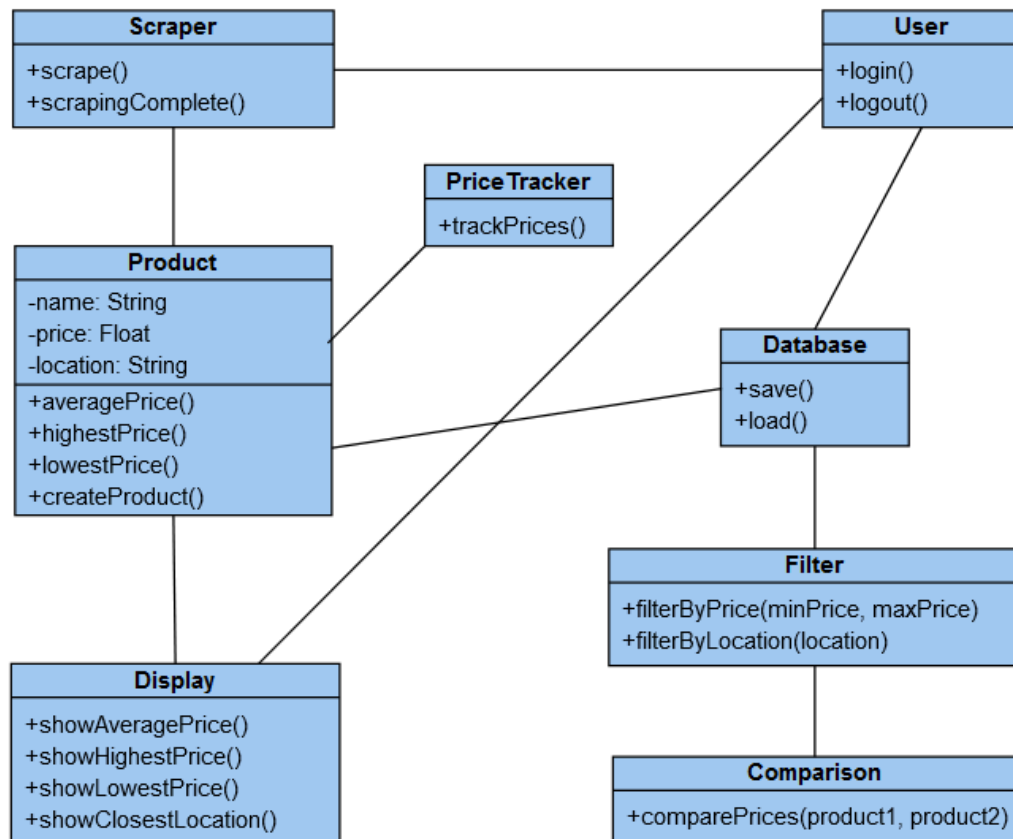 Scraper
+scrape()
+scrapingComplete()
User
+login()
+logout()
PriceTracker
+trackPrices()
Product
-name: String
-price: Float
-location: String
+averagePrice()
+highestPrice()
+lowestPrice()
+createProduct()
Database
+save()
+load()
Filter
+filterByPrice(minPrice, maxPrice)
+filterByLocation(location)
Display
+showAveragePrice()
+showHighestPrice()
+showLowestPrice()
+showClosestLocation()
Comparison
+comparePrices(product1, product2)